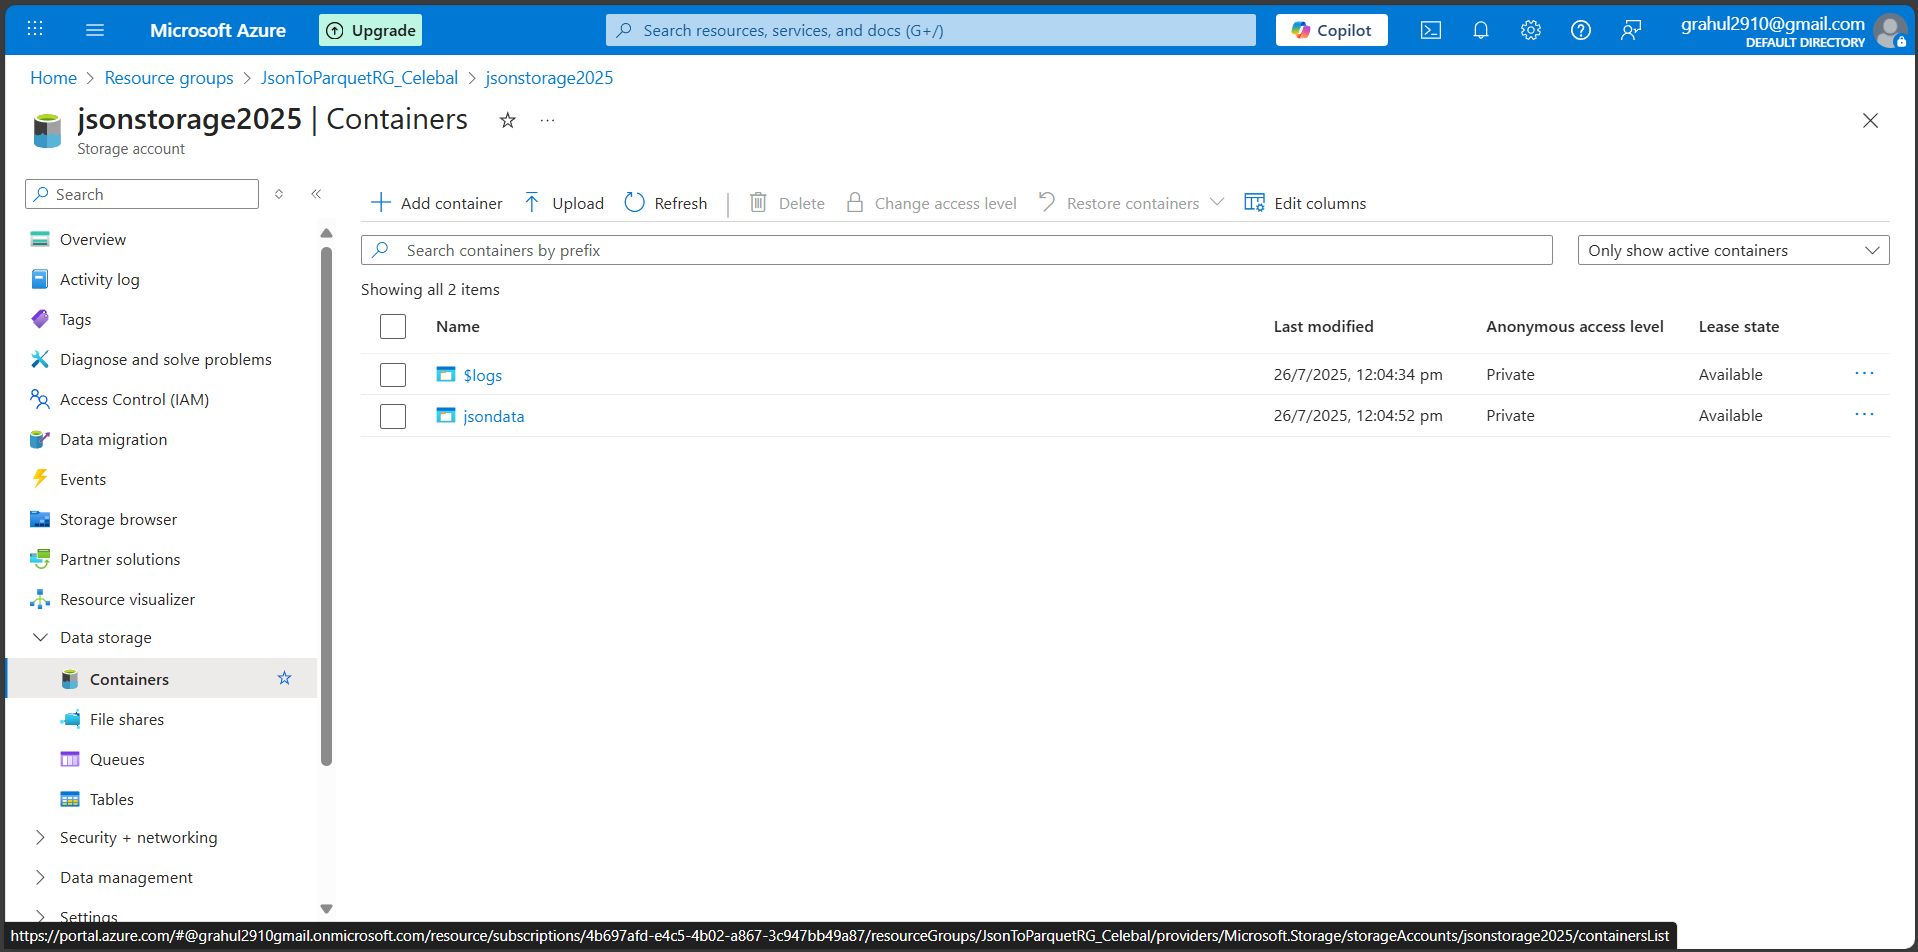 Microsoft Azure
Upgrade
Search resources, services, and docs (G+/)
Copilot
grahul2910@gmail.com
DEFAULT DIRECTORY
Home > Resource groups > JsonToParquetRG_Celebal > jsonstorage2025
jsonstorage2025 | Containers
Storage account
Search
Add container
Upload
Refresh
Delete
Change access level
Restore containers
Edit columns
Overview
Activity log
Tags
Diagnose and solve problems
Access Control (IAM)
Data migration
Events
Storage browser
Partner solutions
Resource visualizer
Data storage
Containers
File shares
Queues
Tables
Security + networking
Data management
Settings
Search containers by prefix
Only show active containers
Showing all 2 items
Name Last modified Anonymous access level Lease state
$logs 26/7/2025, 12:04:34 pm Private Available
jsondata 26/7/2025, 12:04:52 pm Private Available
https://portal.azure.com/#@grahul2910gmail.onmicrosoft.com/resource/subscriptions/4b697afd-e4c5-4b02-a867-3c947bb49a87/resourceGroups/JsonToParquetRG_Celebal/providers/Microsoft.Storage/storageAccounts/jsonstorage2025/containersList